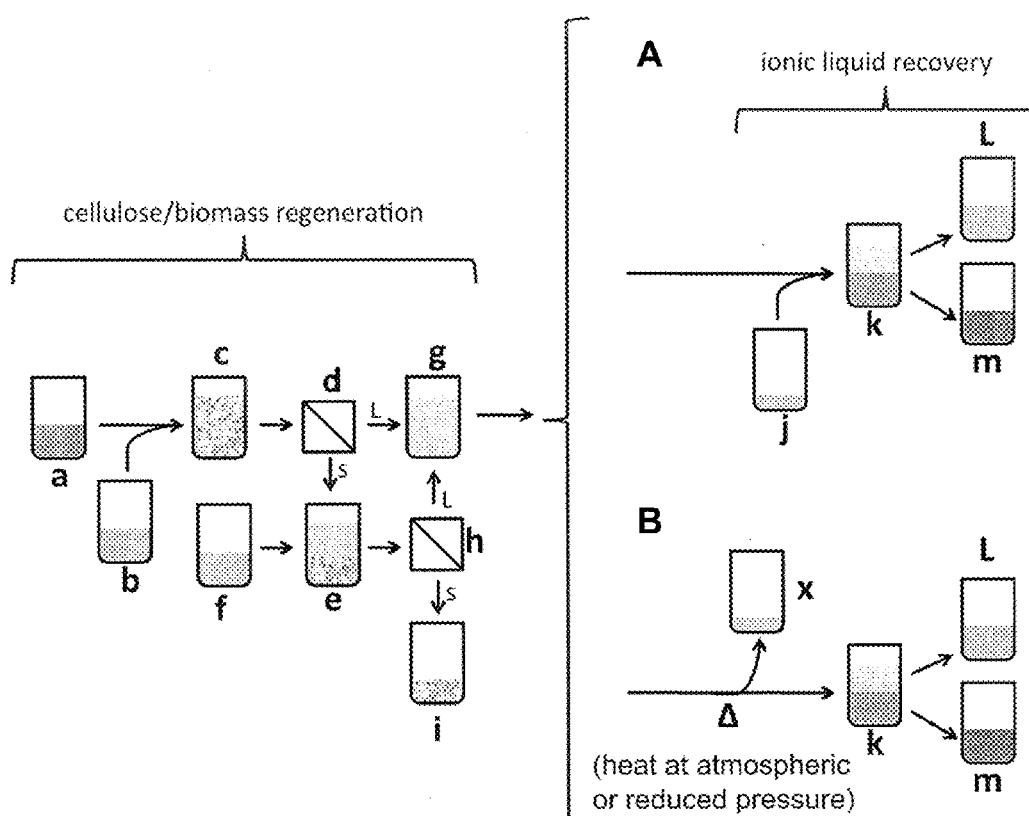 A
ionic liquid recovery
L
k
m
j
cellulose/biomass regeneration
c
d
g
L
a
S
L
b
f
e
h
S
i
B
x
L
Δ
k
m
(heat at atmospheric
or reduced pressure)